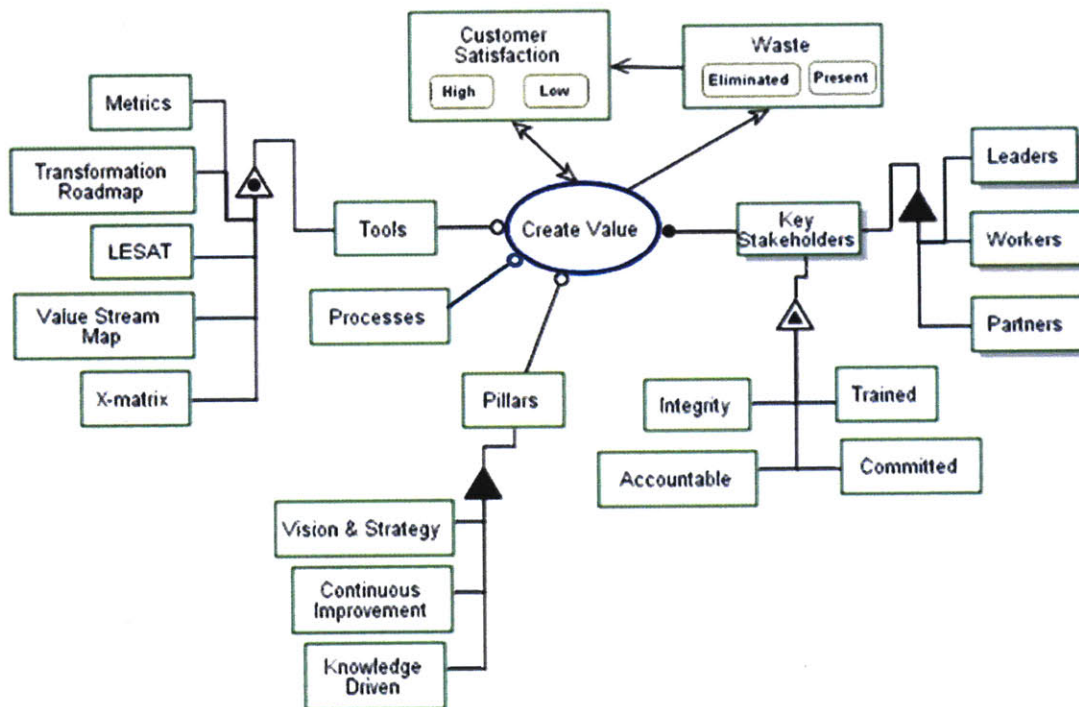 Customer
Satisfaction
High
Low
Waste
Eliminated
Present
Metrics
Transformation
Roadmap
LESAT
Value Stream
Map
X-matrix
Tools
Processes
Create Value
Key
Stakeholders
Leaders
Workers
Partners
Pillars
Integrity
Trained
Accountable
Committed
Vision & Strategy
Continuous
Improvement
Knowledge
Driven